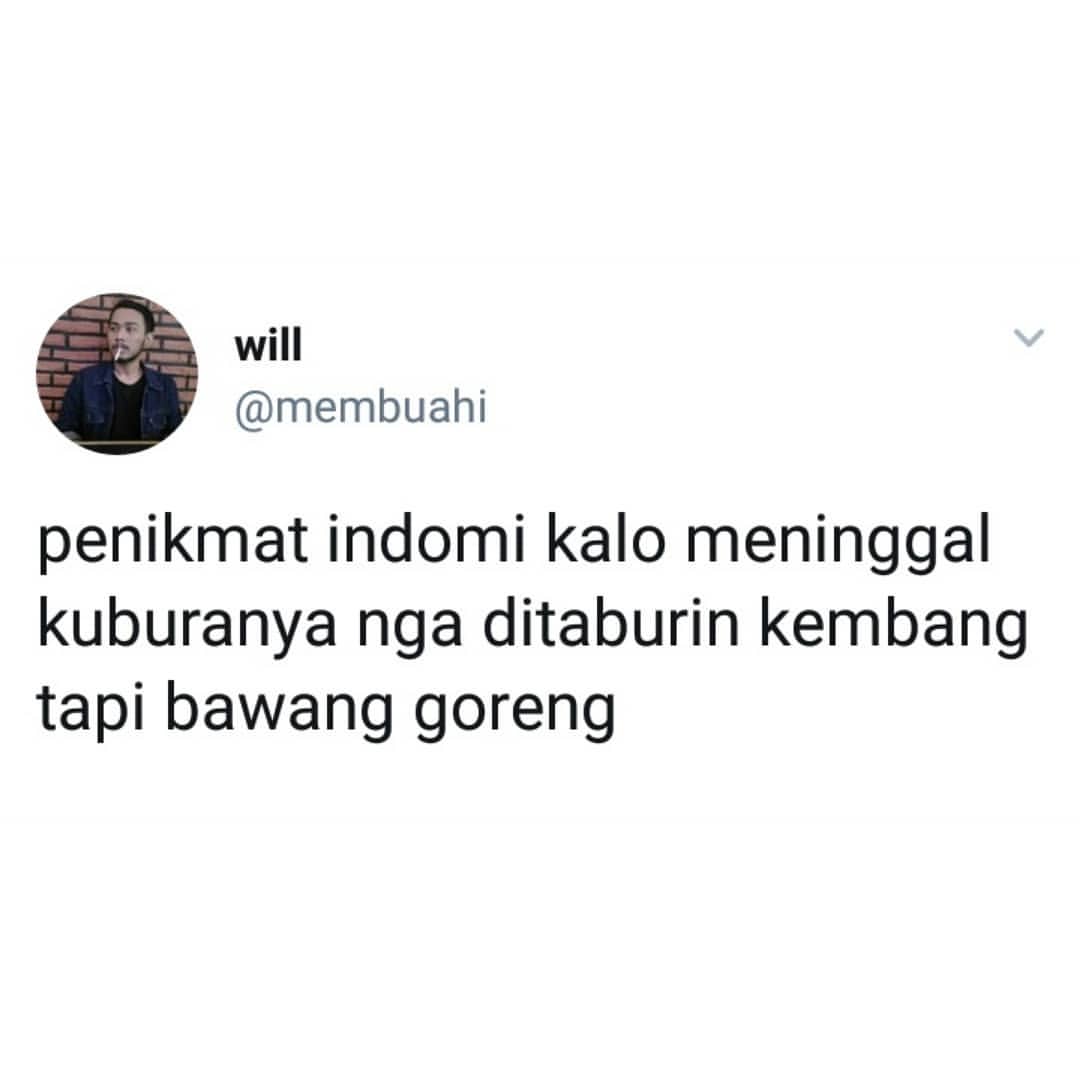 will
@membuahi
penikmat indomi kalo meninggal
kuburanya nga ditaburin kembang
tapi bawang goreng